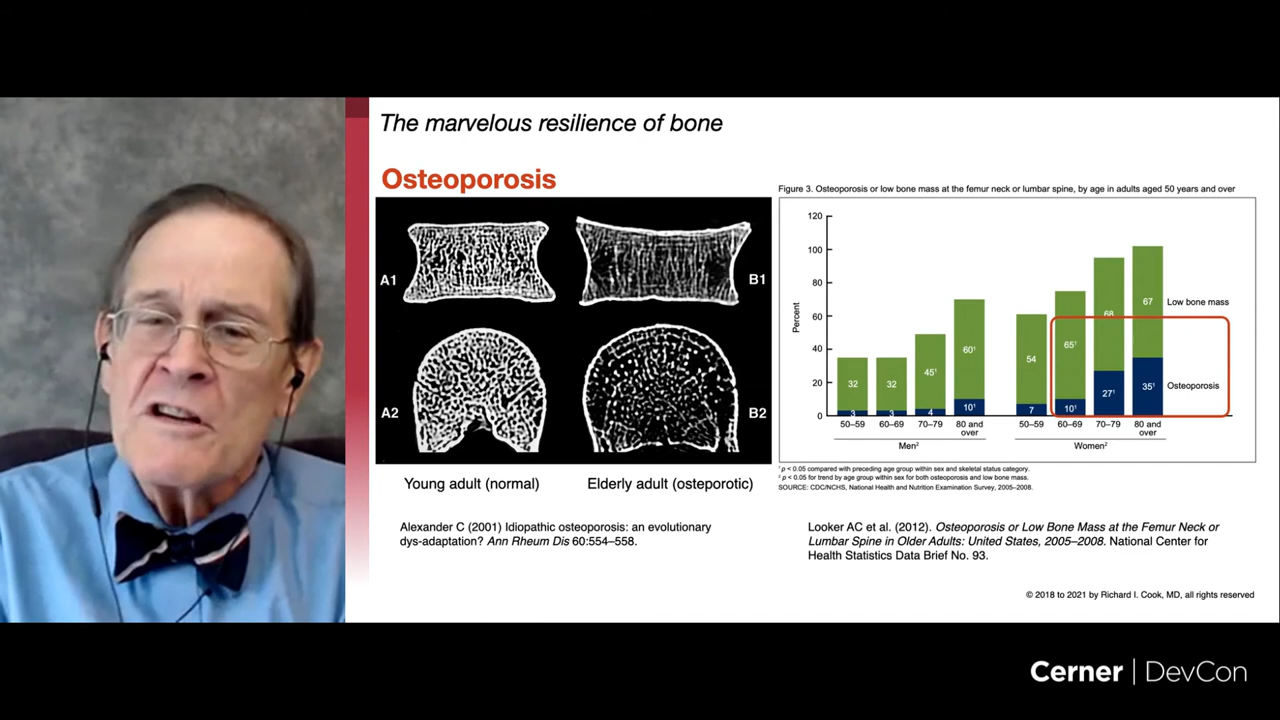 The marvelous resilience of bone
Osteoporosis
A1
B1
A2
B2
Young adult (normal)
Elderly adult (osteporotic)
Alexander C (2001) Idiopathic osteoporosis: an evolutionary
dys-adaptation? Ann Rheum Dis 60:554–558.
Figure 3. Osteoporosis or low bone mass at the femur neck or lumbar spine, by age in adults aged 50 years and over
Percent
120
100
80
60
40
20
0
32
32
45¹
60¹
54
65¹
68
67
3
3
4
10¹
7
10¹
27¹
35¹
Low bone mass
Osteoporosis
50–59
60–69
70–79
80 and
over
50–59
60–69
70–79
80 and
over
Men²
Women²
¹ p < 0.05 compared with preceding age group within sex and skeletal status category.
² p < 0.05 for trend by age group within sex for both osteoporosis and low bone mass.
SOURCE: CDC/NCHS, National Health and Nutrition Examination Survey, 2005–2008.
Looker AC et al. (2012). Osteoporosis or Low Bone Mass at the Femur Neck or
Lumbar Spine in Older Adults: United States, 2005–2008. National Center for
Health Statistics Data Brief No. 93.
© 2018 to 2021 by Richard I. Cook, MD, all rights reserved
Cerner | DevCon